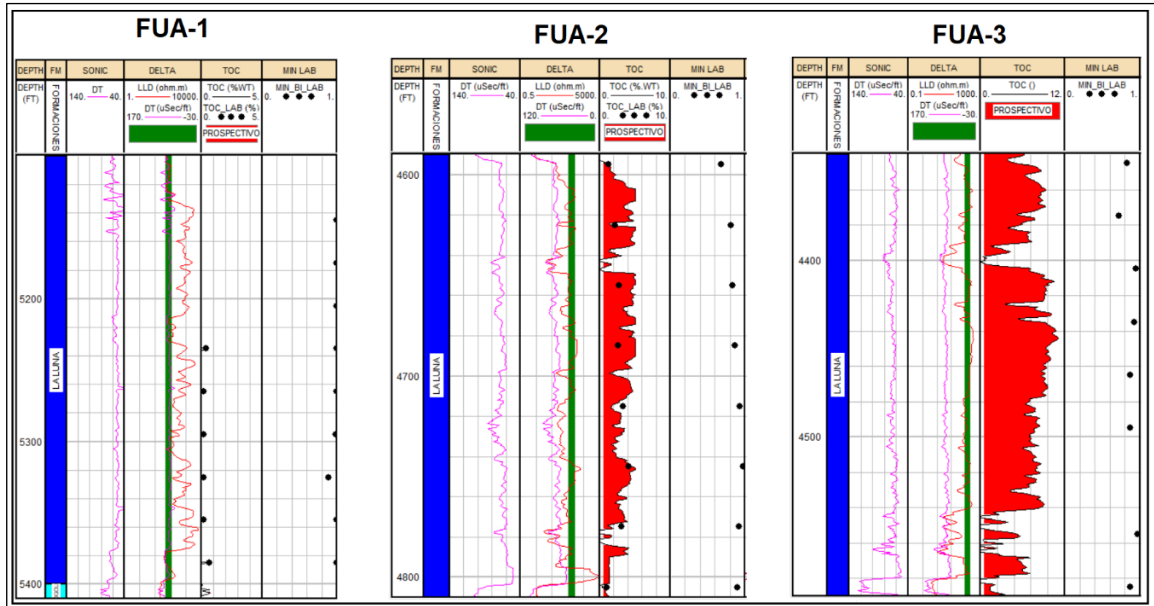 FUA-1
DEPTH FM SONIC DELTA TOC MIN LAB
DEPTH (FT)
FORMACIONES
140. DT 40.
1. LLD (ohm.m) 10000.
170. DT (uSec/ft) -30.
0. TOC (%.WT) 5.
TOC_LAB (%)
0. 5.
PROSPECTIVO
MIN_BI_LAB
0. 1.
LA LUNA
5200
5300
5400
FUA-2
DEPTH FM SONIC DELTA TOC MIN LAB
DEPTH (FT)
FORMACIONES
DT (uSec/ft)
140. 40.
LLD (ohm.m)
0.5 5000.
DT (uSec/ft)
120. 0.
TOC (%.WT)
0. 10.
TOC_LAB (%)
0. 10.
PROSPECTIVO
MIN_BI_LAB
0. 1.
LA LUNA
4600
4700
4800
FUA-3
DEPTH FM SONIC DELTA TOC MIN LAB
DEPTH (FT)
FORMACIONES
DT (uSec/ft)
140. 40.
LLD (ohm.m)
0.1 1000.
DT (uSec/ft)
170. -30.
TOC ()
0. 12.
PROSPECTIVO
MIN_BI_LAB
0. 1.
LA LUNA
4400
4500